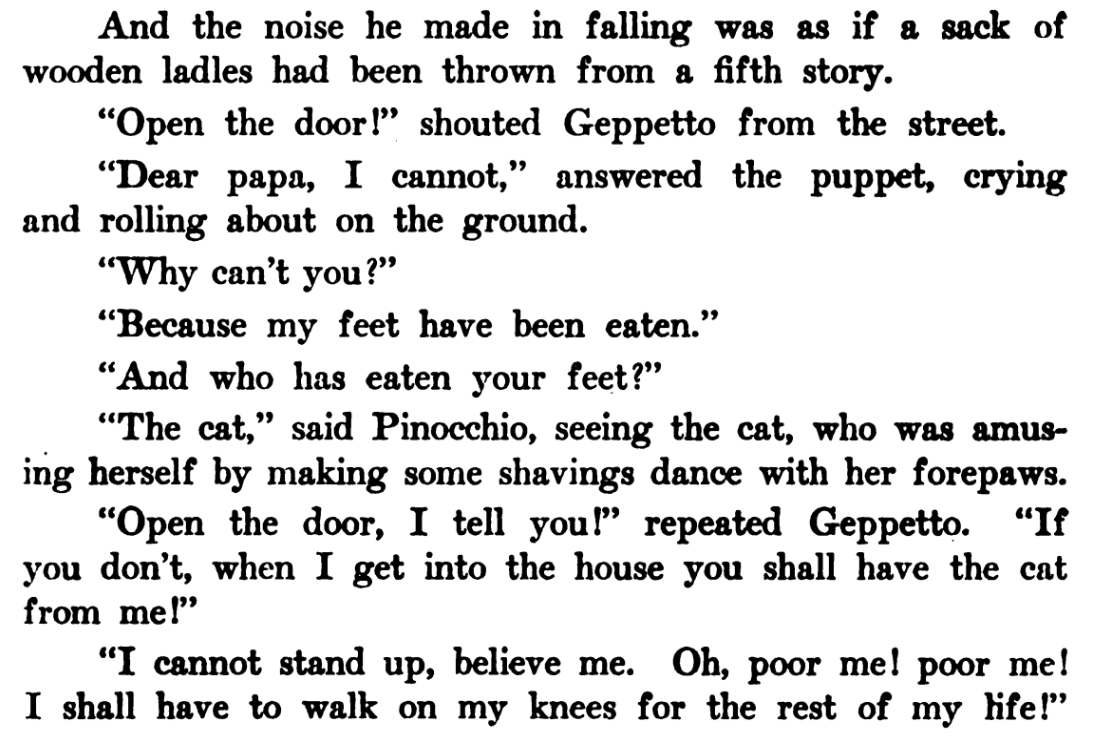 And the noise he made in falling was as if a sack of
wooden ladles had been thrown from a fifth story.
“Open the door!” shouted Geppetto from the street.
“Dear papa, I cannot,” answered the puppet, crying
and rolling about on the ground.
“Why can’t you?”
“Because my feet have been eaten.”
“And who has eaten your feet?”
“The cat,” said Pinocchio, seeing the cat, who was amus-
ing herself by making some shavings dance with her forepaws.
“Open the door, I tell you!” repeated Geppetto. “If
you don’t, when I get into the house you shall have the cat
from me!”
“I cannot stand up, believe me. Oh, poor me! poor me!
I shall have to walk on my knees for the rest of my life!”